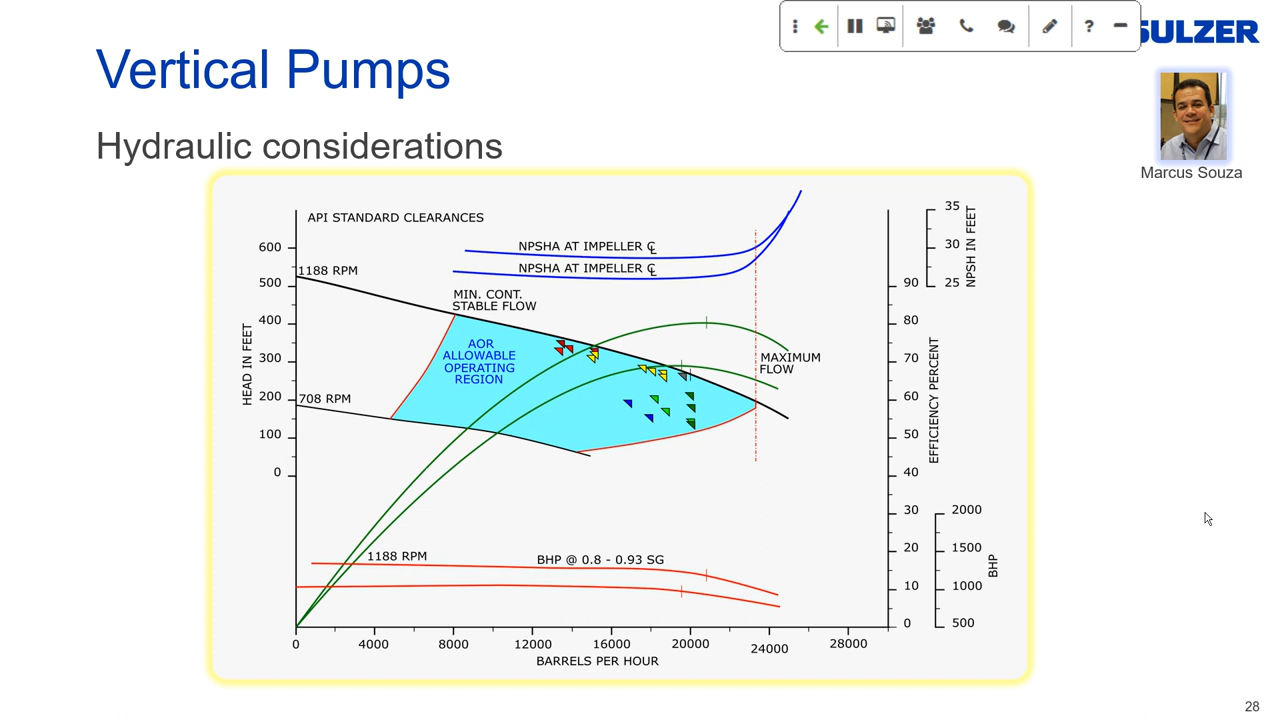 ?
SULZER
Vertical Pumps
Hydraulic considerations
Marcus Souza
API STANDARD CLEARANCES
NPSHA AT IMPELLER ℄
NPSHA AT IMPELLER ℄
1188 RPM
MIN. CONT.
STABLE FLOW
AOR
ALLOWABLE
OPERATING
REGION
708 RPM
MAXIMUM
FLOW
1188 RPM
BHP @ 0.8 - 0.93 SG
HEAD IN FEET
600
500
400
300
200
100
0
35
30
25
NPSH IN FEET
90
80
70
60
50
40
30
20
10
0
EFFICIENCY PERCENT
2000
1500
1000
500
BHP
0
4000
8000
12000
16000
20000
24000
28000
BARRELS PER HOUR
28